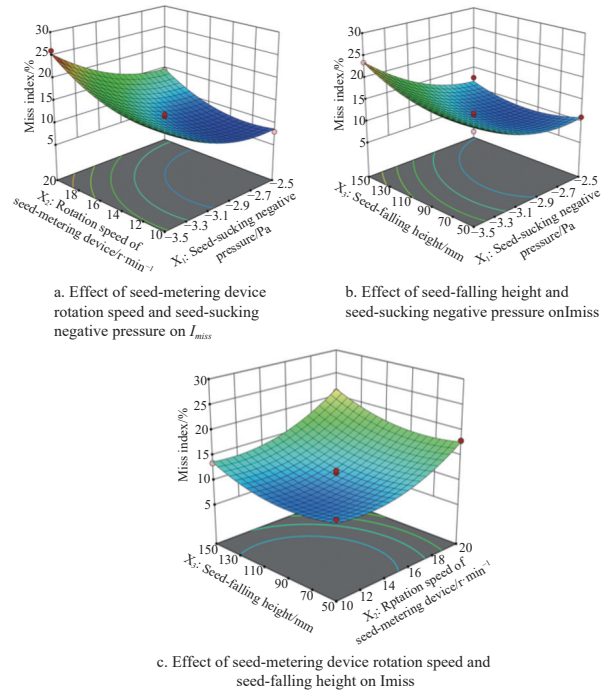 30
25
20
15
10
5
Miss index/%
20
18
16
14
12
10
X₂: Rotation speed of
seed-metering device/r·min⁻¹
−3.5
−3.3
−3.1
−2.9
−2.7
−2.5
X₁: Seed-sucking negative
pressure/Pa
a. Effect of seed-metering device
rotation speed and seed-sucking
negative pressure on I_miss
30
25
20
15
10
5
Miss index/%
150
130
110
90
70
50
X₃: Seed-falling height/mm
−3.5
−3.3
−3.1
−2.9
−2.7
−2.5
X₁: Seed-sucking negative
pressure/Pa
b. Effect of seed-falling height and
seed-sucking negative pressure onImiss
30
25
20
15
10
5
Miss index/%
150
130
110
90
70
50
X₃: Seed-falling height/mm
10
12
14
16
18
20
X₂: Rptation speed of
seed-metering device/r·min⁻¹
c. Effect of seed-metering device rotation speed and
seed-falling height on Imiss